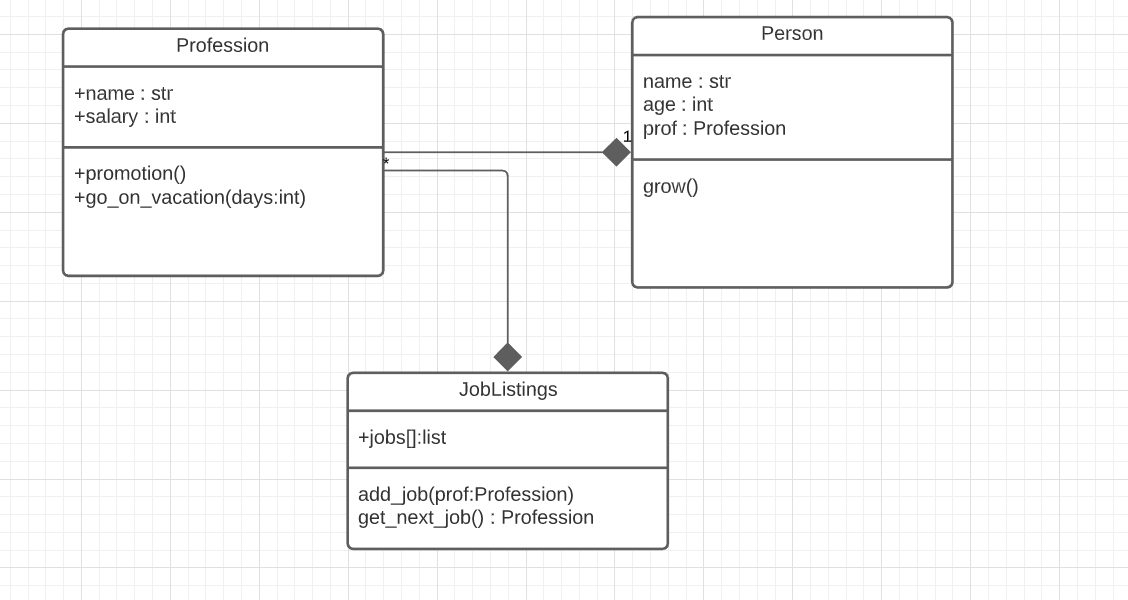 Profession
+name : str
+salary : int
+promotion()
+go_on_vacation(days:int)
Person
name : str
age : int
prof : Profession
grow()
1
*
JobListings
+jobs[]:list
add_job(prof:Profession)
get_next_job() : Profession